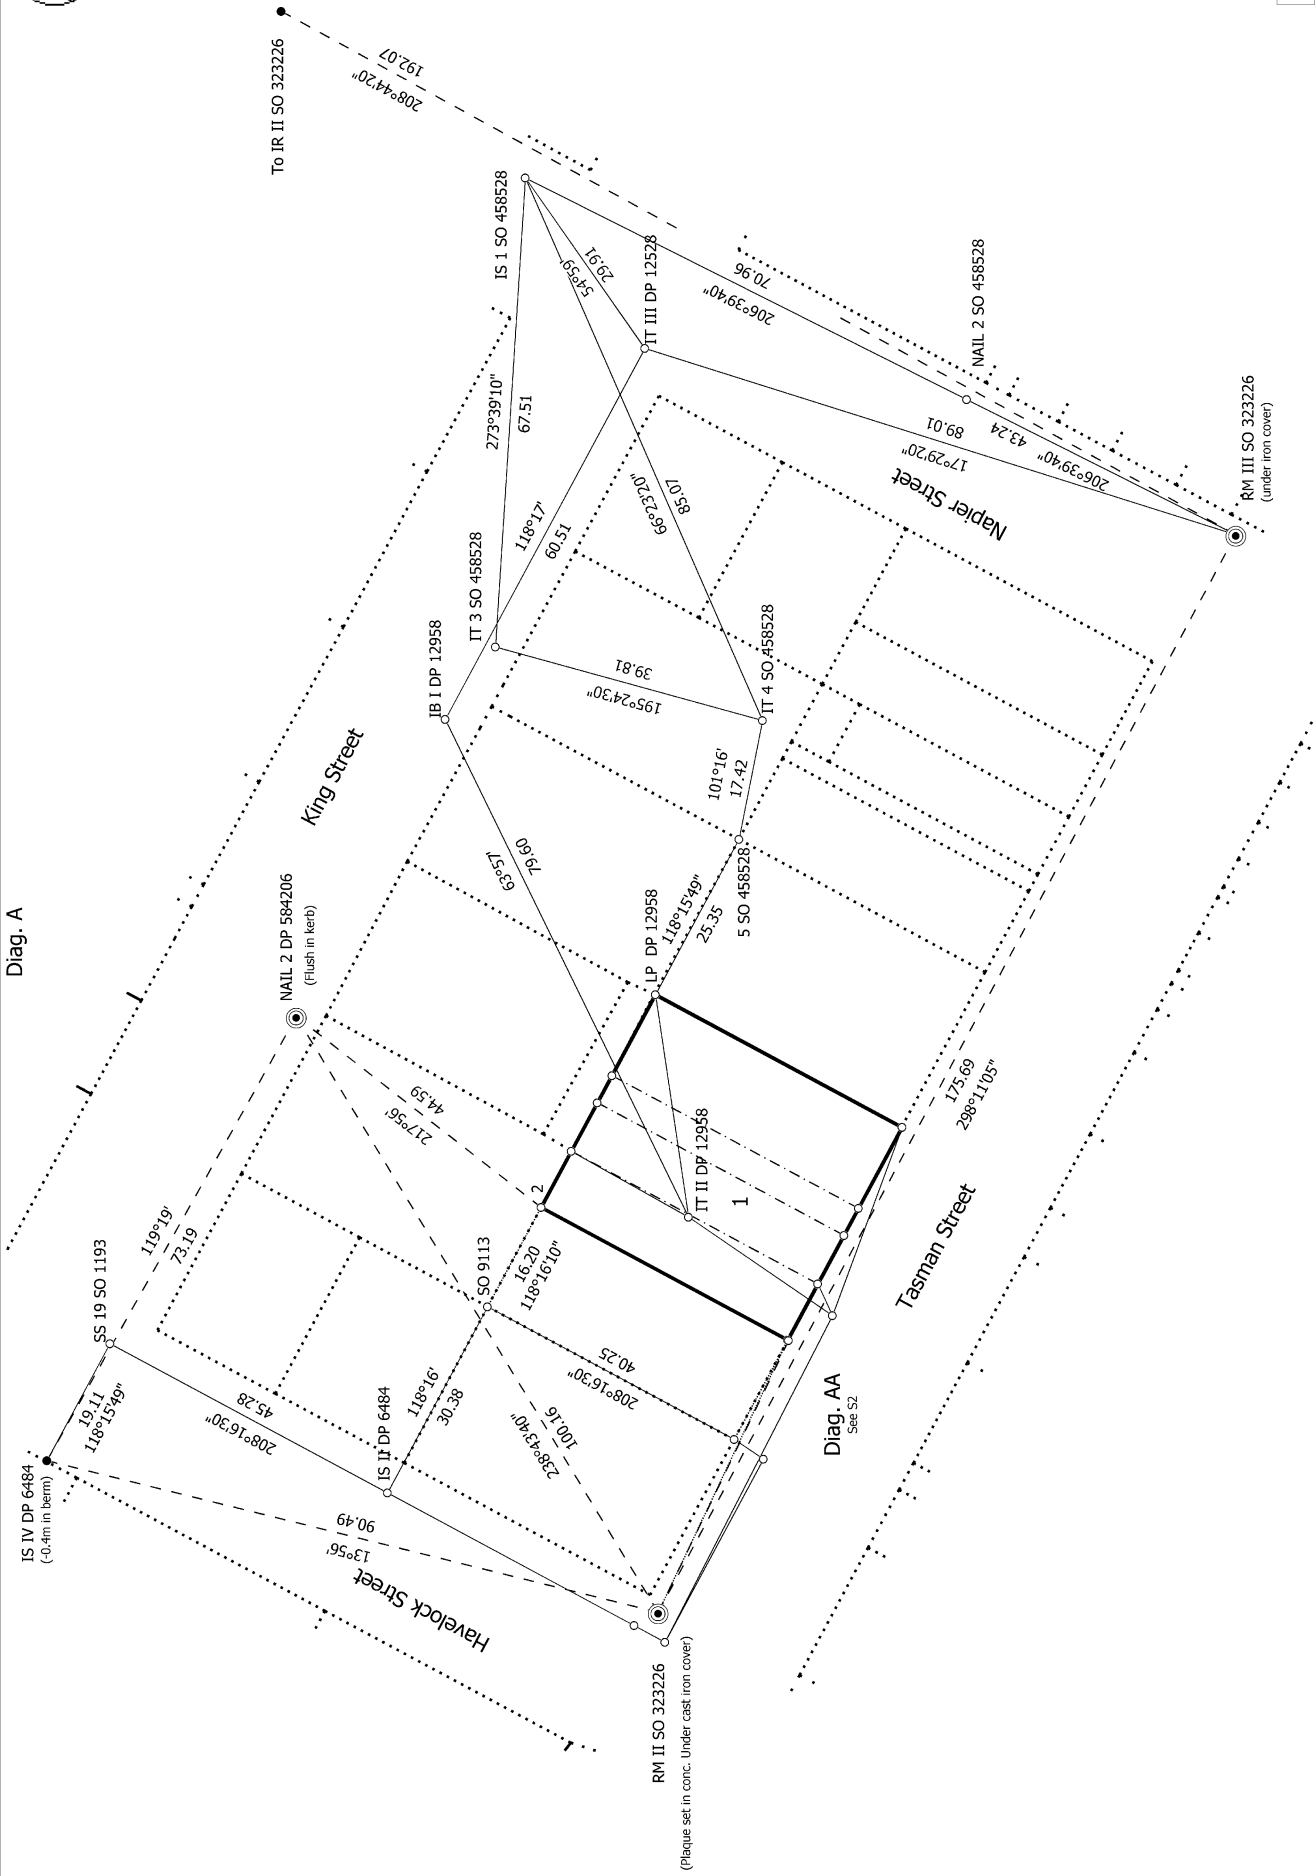 Diag. A
To IR II SO 323226
192.07
208°44'20"
IS 1 SO 458528
54°59'
29.91
IT III DP 12528
70.96
206°39'40"
NAIL 2 SO 458528
273°39'10"
67.51
89.01
17°29'20"
43.24
206°39'40"
RM III SO 323226
(under iron cover)
Napier Street
118°17'
60.51
66°23'20"
85.07
IT 3 SO 458528
IB I DP 12958
39.81
195°24'30"
IT 4 SO 458528
King Street
101°16'
17.42
63°57'
79.60
5 SO 458528
118°15'49"
25.35
LP DP 12958
NAIL 2 DP 584206
(Flush in kerb)
44.59
217°56'
175.69
298°11'05"
IT II DP 12958
1
2
119°19'
73.19
SS 19 SO 1193
SO 9113
16.20
118°16'10"
Tasman Street
19.11
118°15'49"
45.28
208°16'30"
IS II DP 6484
118°16'
30.38
40.25
208°16'30"
238°43'40"
100.16
Diag. AA
See S2
IS IV DP 6484
(-0.4m in berm)
90.49
13°56'
Havelock Street
RM II SO 323226
(Plaque set in conc. Under cast iron cover)